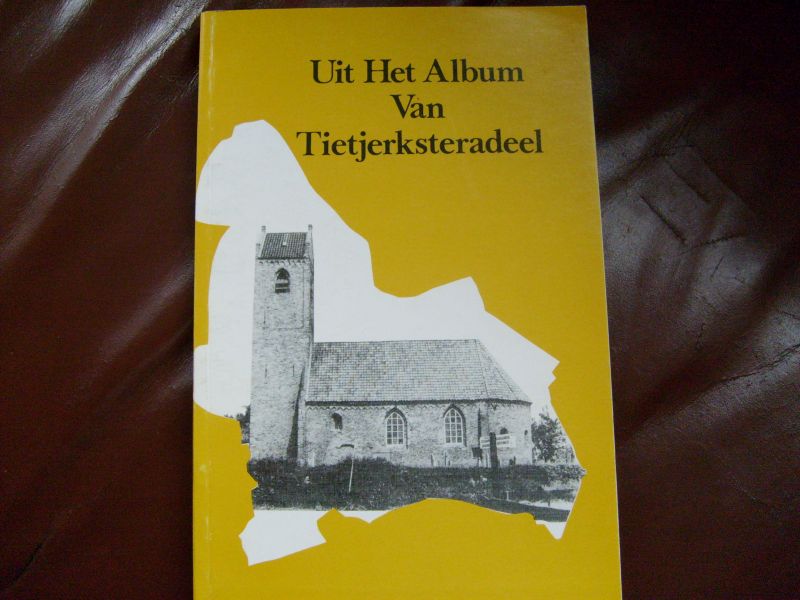 Uit Het Album
Van
Tietjerksteradeel